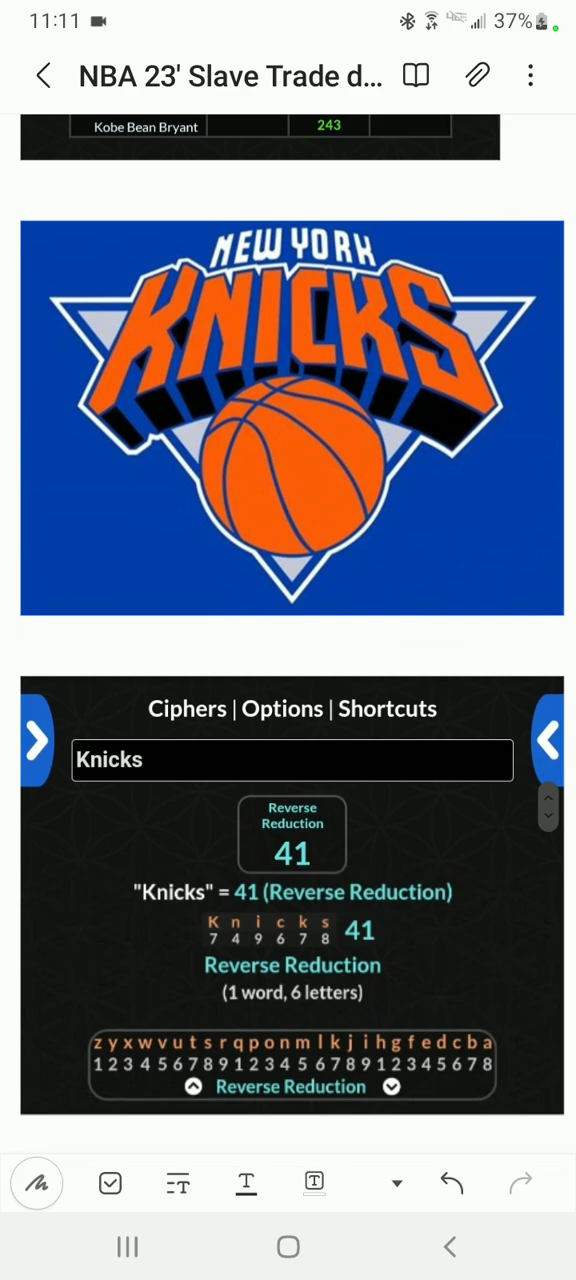 11:11 37%
NBA 23' Slave Trade d...
Kobe Bean Bryant 243
NEW YORK
KNICKS
Ciphers | Options | Shortcuts
Knicks
Reverse
Reduction
41
"Knicks" = 41 (Reverse Reduction)
K n i c k s 41
7 4 9 6 7 8
Reverse Reduction
(1 word, 6 letters)
z y x w v u t s r q p o n m l k j i h g f e d c b a
1 2 3 4 5 6 7 8 9 1 2 3 4 5 6 7 8 9 1 2 3 4 5 6 7 8
Reverse Reduction
T T T